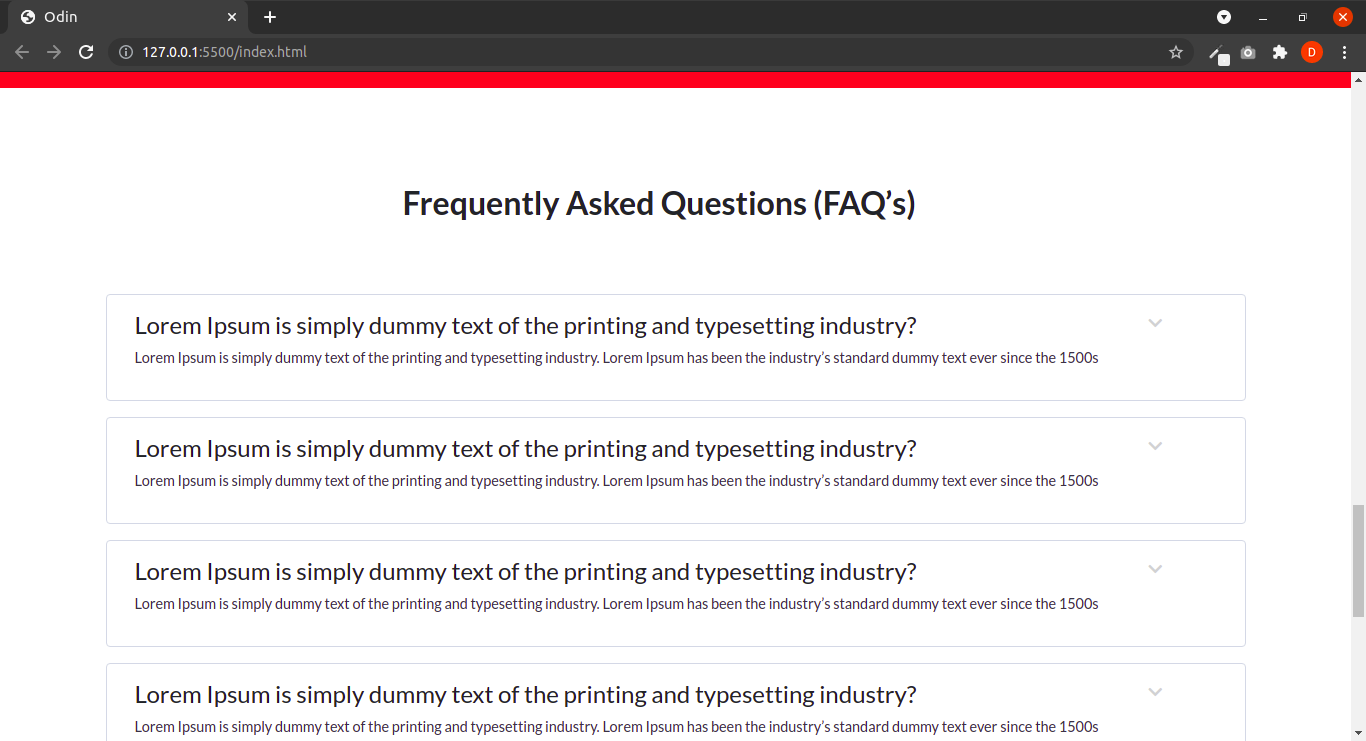 Odin
127.0.0.1:5500/index.html
D
Frequently Asked Questions (FAQ’s)
Lorem Ipsum is simply dummy text of the printing and typesetting industry?
Lorem Ipsum is simply dummy text of the printing and typesetting industry. Lorem Ipsum has been the industry’s standard dummy text ever since the 1500s
Lorem Ipsum is simply dummy text of the printing and typesetting industry?
Lorem Ipsum is simply dummy text of the printing and typesetting industry. Lorem Ipsum has been the industry’s standard dummy text ever since the 1500s
Lorem Ipsum is simply dummy text of the printing and typesetting industry?
Lorem Ipsum is simply dummy text of the printing and typesetting industry. Lorem Ipsum has been the industry’s standard dummy text ever since the 1500s
Lorem Ipsum is simply dummy text of the printing and typesetting industry?
Lorem Ipsum is simply dummy text of the printing and typesetting industry. Lorem Ipsum has been the industry’s standard dummy text ever since the 1500s